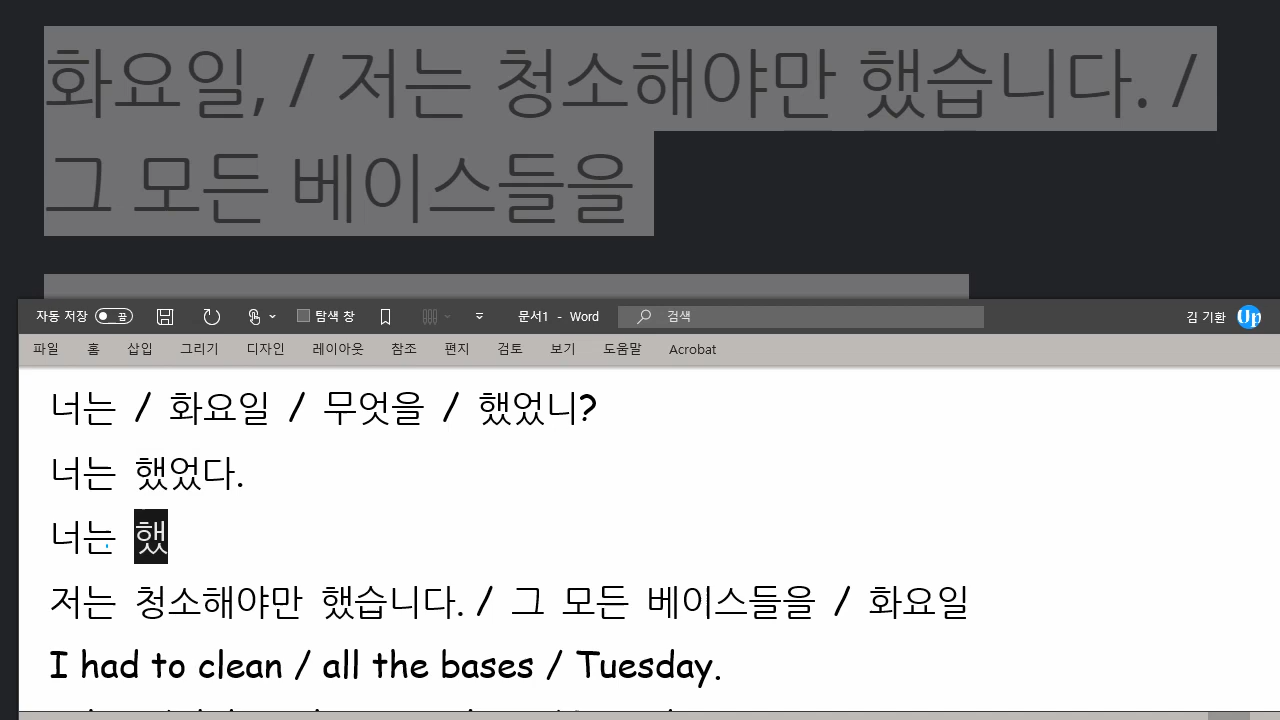 화요일, / 저는 청소해야만 했습니다. /
그 모든 베이스들을
자동 저장 끔 탐색 창 문서1 - Word 검색 김 기환 Up
파일 홈 삽입 그리기 디자인 레이아웃 참조 편지 검토 보기 도움말 Acrobat
너는 / 화요일 / 무엇을 / 했었니?
너는 했었다.
너는 했
저는 청소해야만 했습니다. / 그 모든 베이스들을 / 화요일
I had to clean / all the bases / Tuesday.